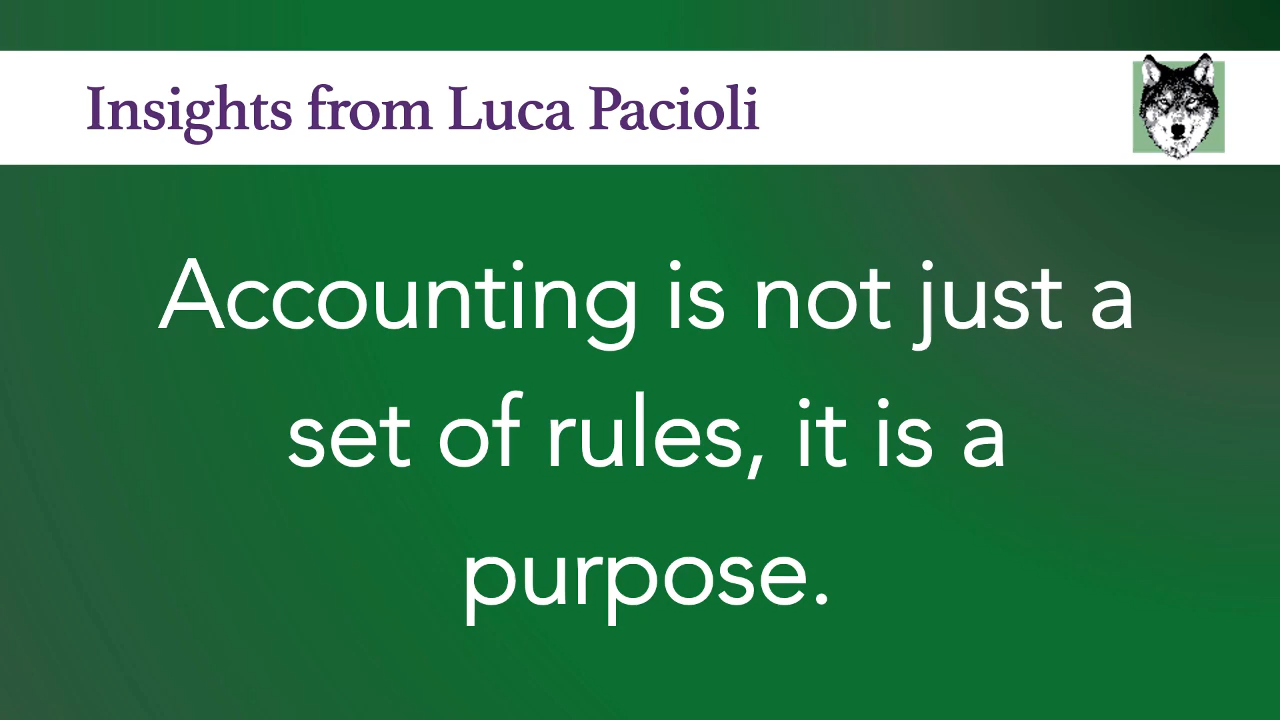 Insights from Luca Pacioli
Accounting is not just a
set of rules, it is a
purpose.